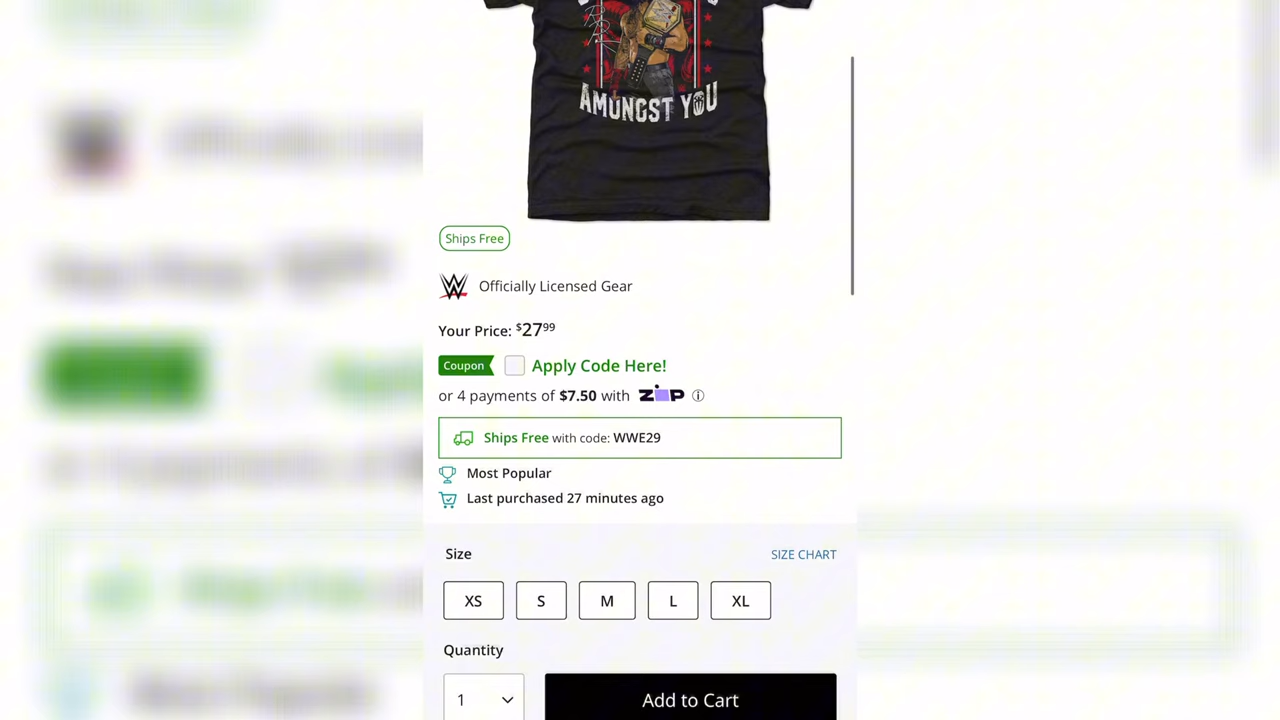 AMONGST YOU
Ships Free
Officially Licensed Gear
Your Price: $27.99
Coupon Apply Code Here!
or 4 payments of $7.50 with ZIP
Ships Free with code: WWE29
Most Popular
Last purchased 27 minutes ago
Size SIZE CHART
XS S M L XL
Quantity
1 Add to Cart